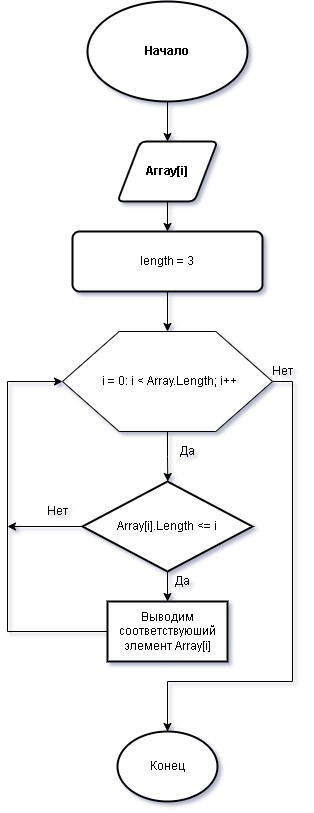 Начало
Array[i]
length = 3
i = 0: i < Array.Length; i++
Нет
Да
Array[i].Length <= i
Нет
Да
Выводим
соответствуюший
элемент Array[i]
Конец